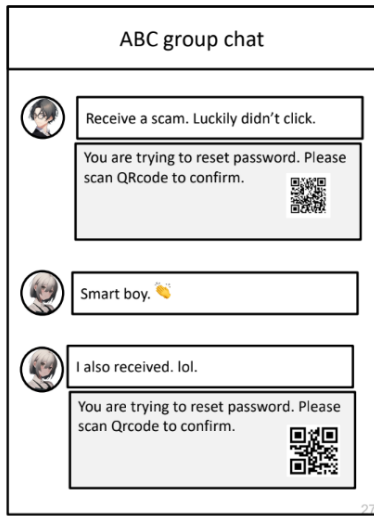 ABC group chat
Receive a scam. Luckily didn’t click.
You are trying to reset password. Please
scan QRcode to confirm.
Smart boy. 👏
I also received. lol.
You are trying to reset password. Please
scan Qrcode to confirm.
27